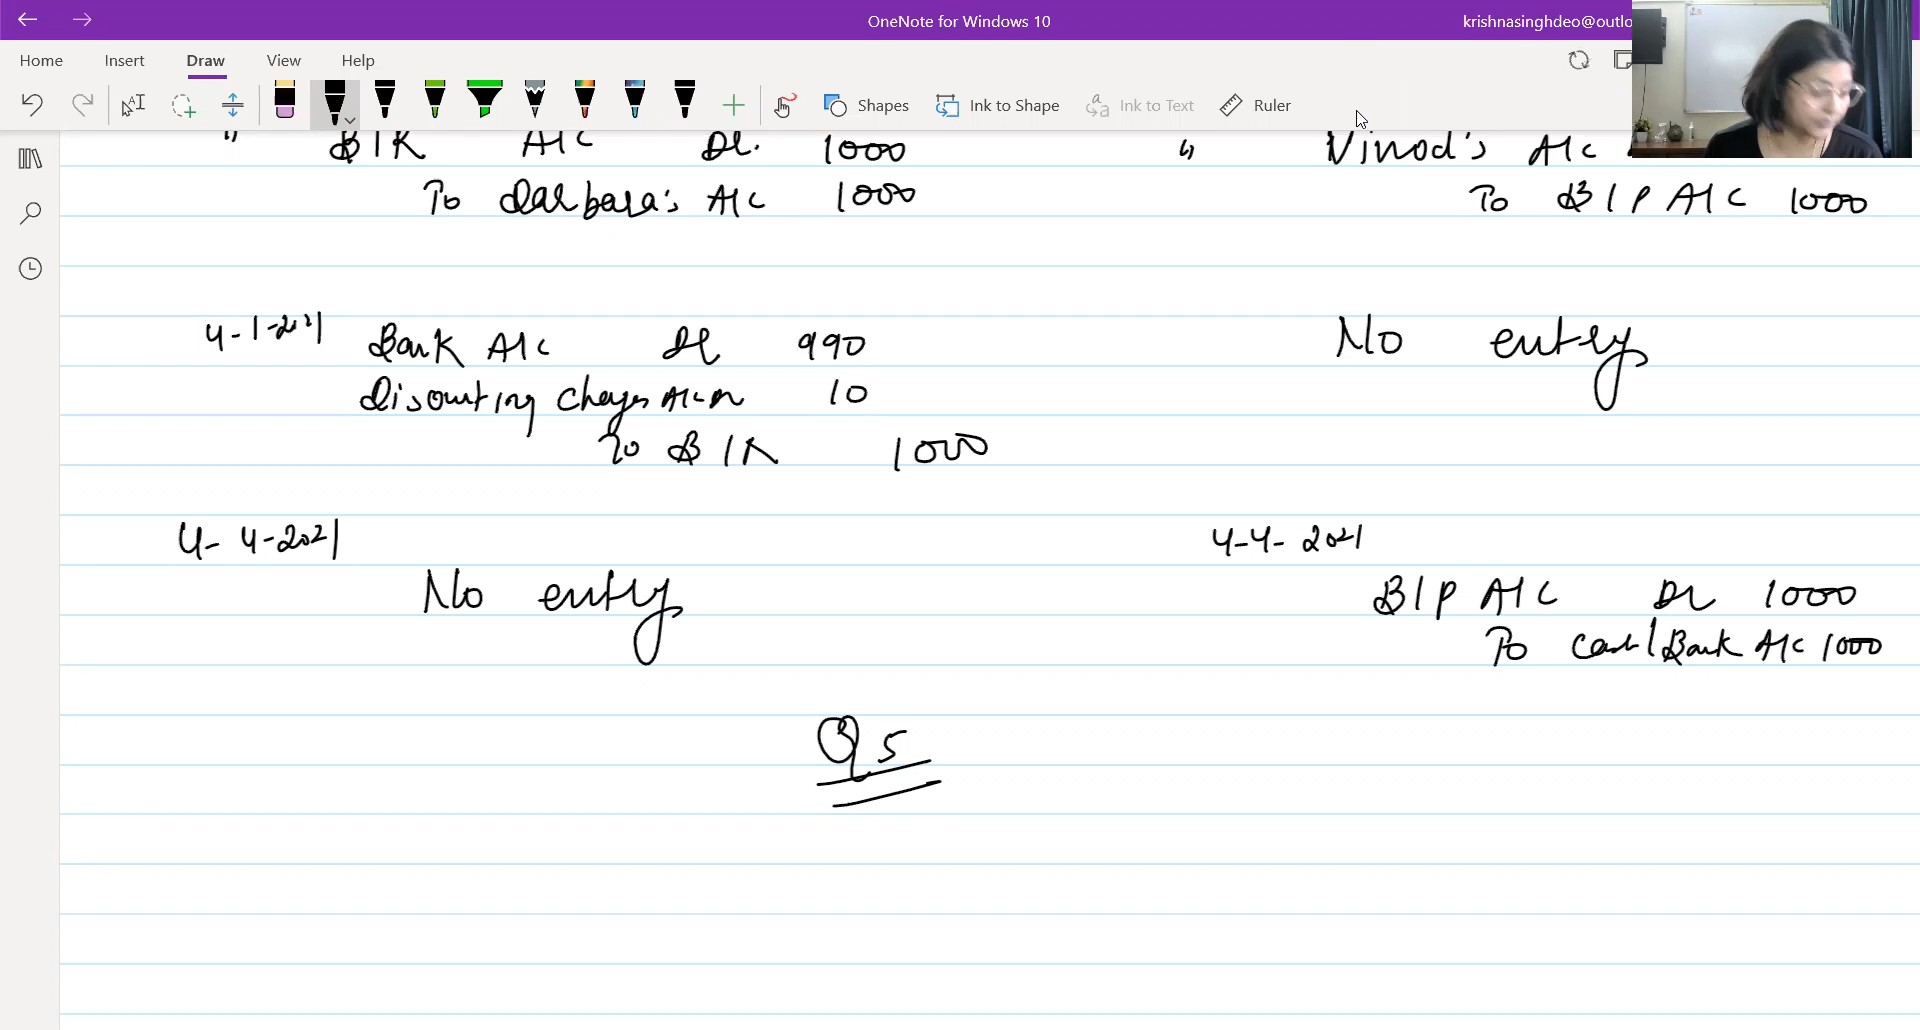 OneNote for Windows 10
krishnasinghdeo@outlo
Home Insert Draw View Help
Shapes Ink to Shape Ink to Text Ruler
" B/R A/c Dr. 1000
To Darbara's A/c 1000
" Vinod's A/c
To B/P A/c 1000
4-1-2021 Bank A/c Dr 990
Discounting Charges A/c Dr 10
To B/R 1000
No entry
4-4-2021
No entry
4-4-2021
B/P A/c Dr 1000
To Cash/Bank A/c 1000
Q5